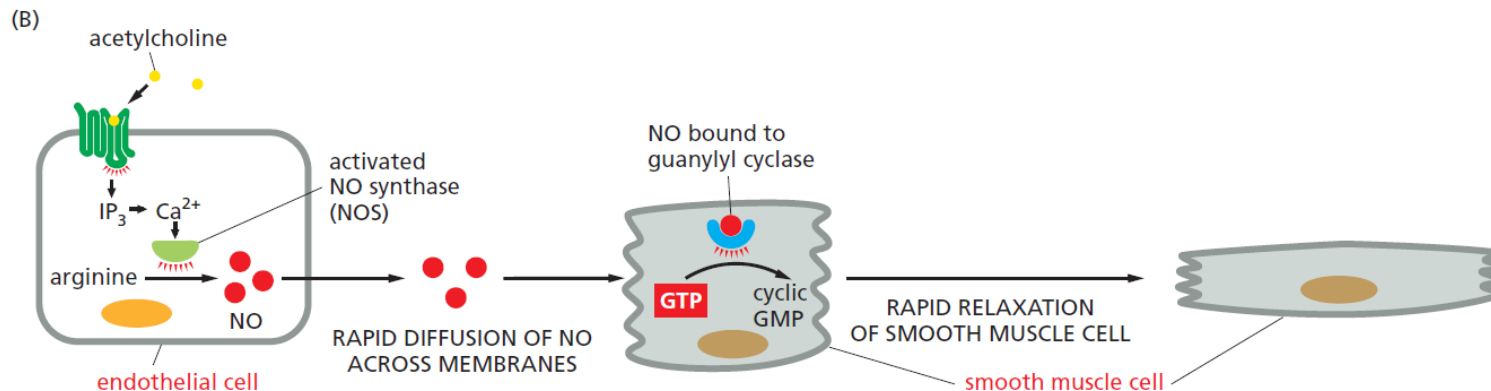 (B)
acetylcholine
activated
NO synthase
(NOS)
IP₃
Ca²⁺
arginine
NO
endothelial cell
RAPID DIFFUSION OF NO
ACROSS MEMBRANES
NO bound to
guanylyl cyclase
GTP
cyclic
GMP
RAPID RELAXATION
OF SMOOTH MUSCLE CELL
smooth muscle cell